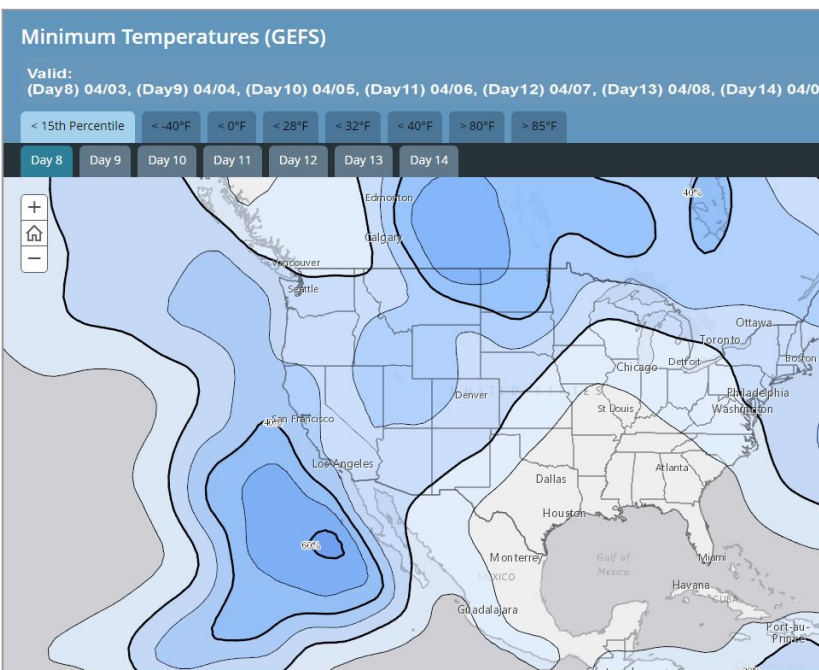 Minimum Temperatures (GEFS)
Valid:
(Day8) 04/03, (Day9) 04/04, (Day10) 04/05, (Day11) 04/06, (Day12) 04/07, (Day13) 04/08, (Day14) 04/0
< 15th Percentile < -40°F < 0°F < 28°F < 32°F < 40°F > 80°F > 85°F
Day 8 Day 9 Day 10 Day 11 Day 12 Day 13 Day 14
+
−
Edmonton
40%
Calgary
Vancouver
Seattle
Ottawa
Toronto
Detroit
Boston
Chicago
UNITED STATES
Denver
Philadelphia
St Louis
Washington
40%
San Francisco
Los Angeles
Atlanta
Dallas
Houston
60%
Monterrey
Gulf of
Mexico
Miami
MEXICO
Havana
CUBA
Guadalajara
Port-au-
Prince